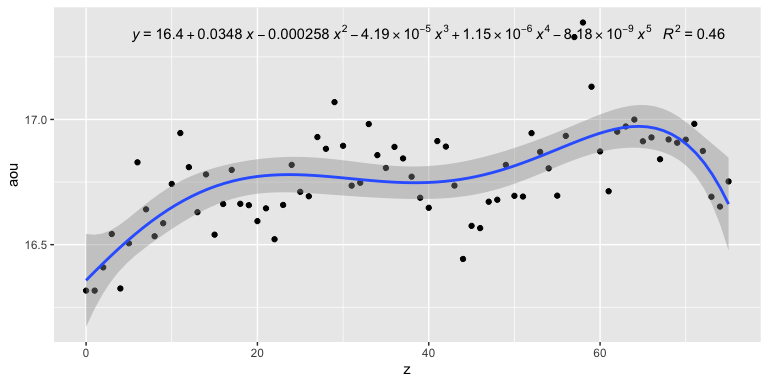 y = 16.4 + 0.0348 x − 0.000258 x² − 4.19 × 10⁻⁵ x³ + 1.15 × 10⁻⁶ x⁴ − 8.18 × 10⁻⁹ x⁵ R² = 0.46
17.0
aou
16.5
0 20 40 60
z